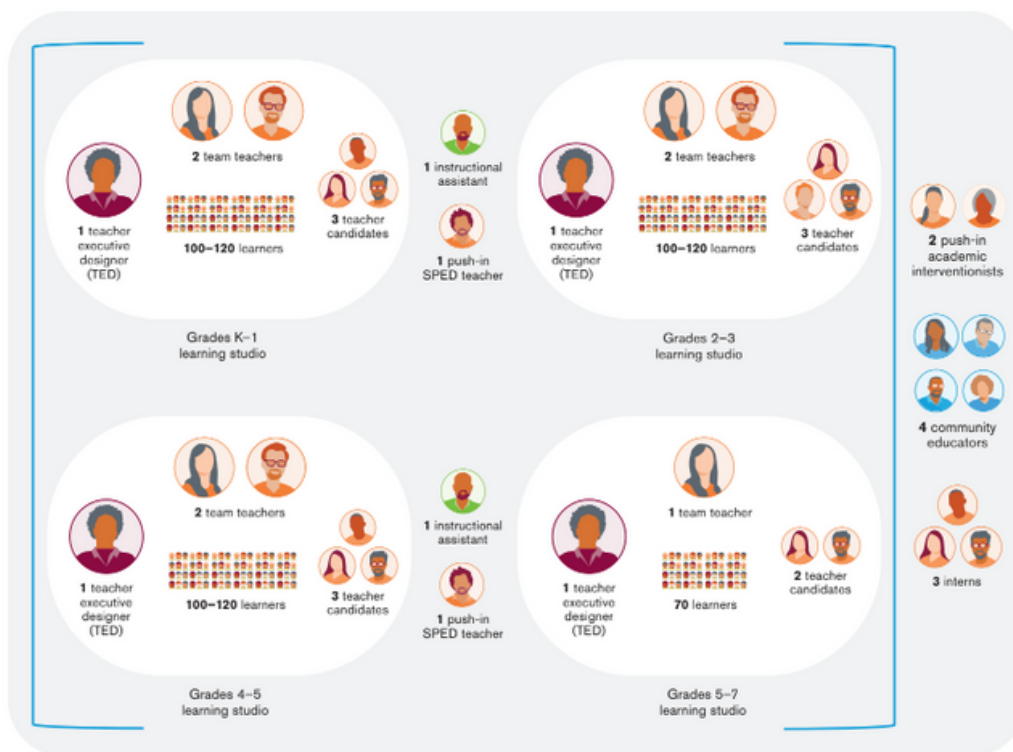 2 team teachers
1 teacher
executive
designer
(TED)
100–120 learners
3 teacher
candidates
Grades K–1
learning studio
1 instructional
assistant
1 push-in
SPED teacher
2 team teachers
1 teacher
executive
designer
(TED)
100–120 learners
3 teacher
candidates
Grades 2–3
learning studio
2 push-in
academic
interventionists
4 community
educators
3 interns
2 team teachers
1 teacher
executive
designer
(TED)
100–120 learners
3 teacher
candidates
Grades 4–5
learning studio
1 instructional
assistant
1 push-in
SPED teacher
1 team teacher
1 teacher
executive
designer
(TED)
70 learners
2 teacher
candidates
Grades 5–7
learning studio